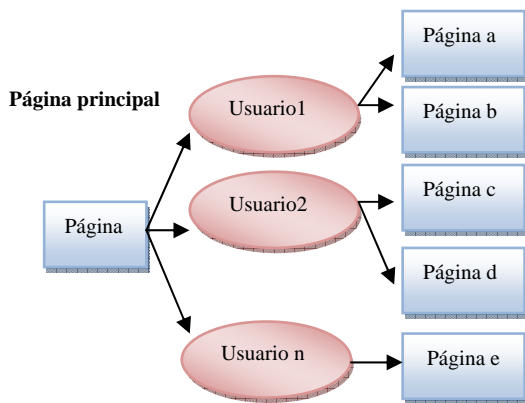 Página a
Página principal
Usuario1
Página b
Usuario2
Página c
Página
Página d
Usuario n
Página e